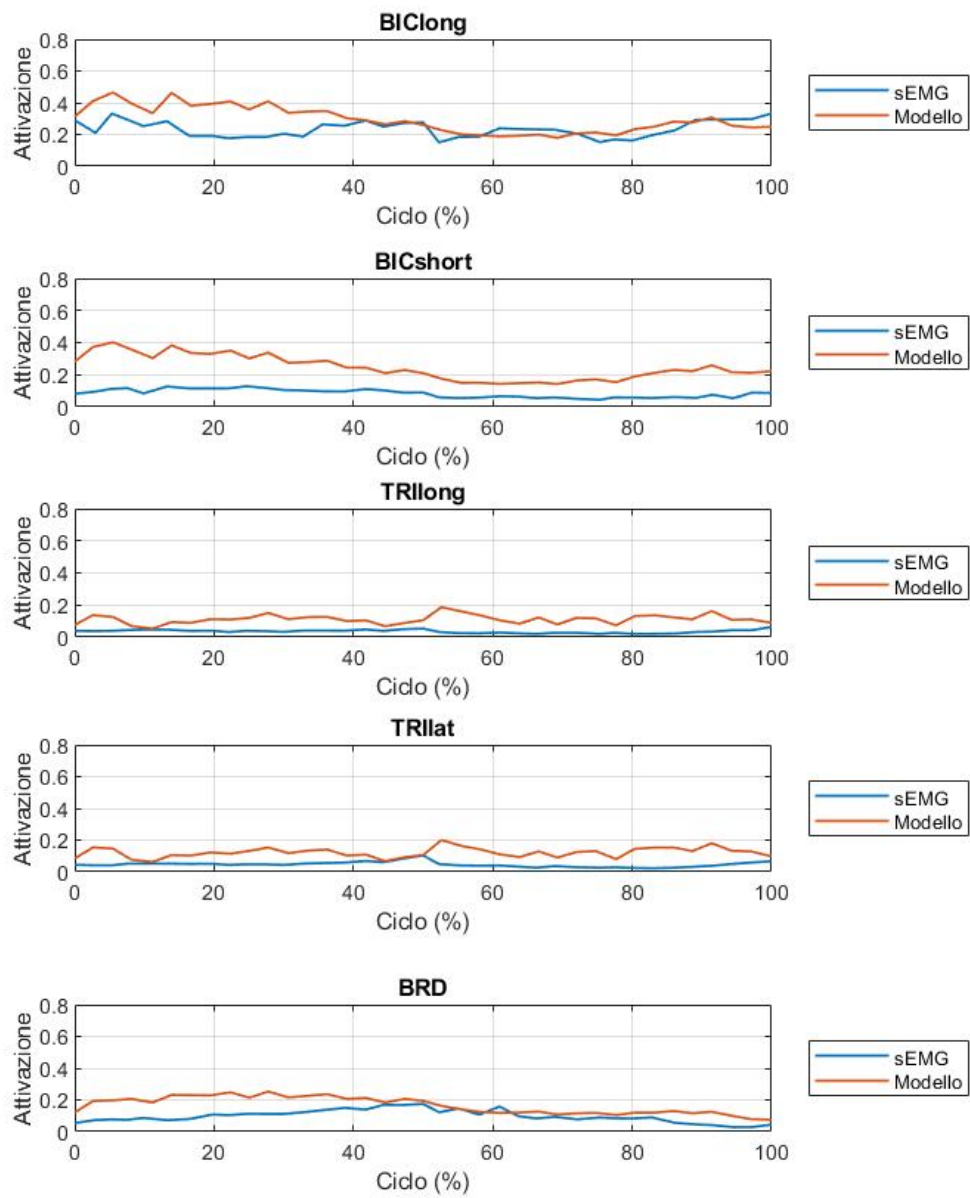 BIClong
0.8
0.6
0.4
0.2
0
Attivazione
0 20 40 60 80 100
Ciclo (%)
sEMG
Modello
BICshort
0.8
0.6
0.4
0.2
0
Attivazione
0 20 40 60 80 100
Ciclo (%)
sEMG
Modello
TRIlong
0.8
0.6
0.4
0.2
0
Attivazione
0 20 40 60 80 100
Ciclo (%)
sEMG
Modello
TRIlat
0.8
0.6
0.4
0.2
0
Attivazione
0 20 40 60 80 100
Ciclo (%)
sEMG
Modello
BRD
0.8
0.6
0.4
0.2
0
Attivazione
0 20 40 60 80 100
Ciclo (%)
sEMG
Modello